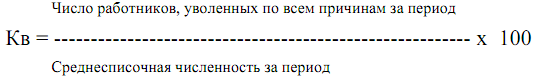 Число работников, уволенных по всем причинам за период
Кв = ---------------------------------------------------------- х 100
Среднесписочная численность за период